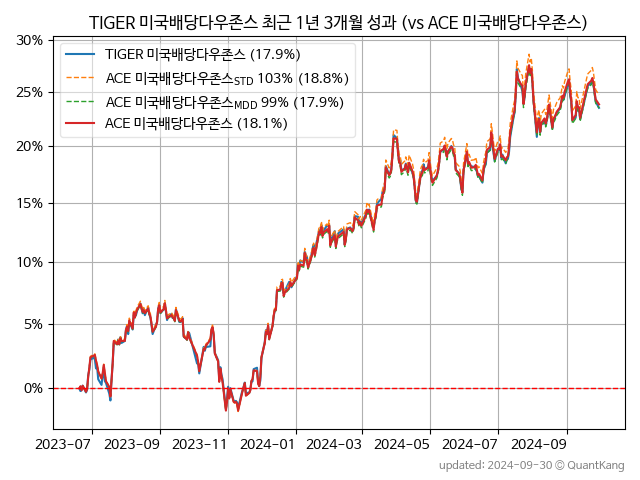 TIGER 미국배당다우존스 최근 1년 3개월 성과 (vs ACE 미국배당다우존스)
30%
25%
20%
15%
10%
5%
0%
TIGER 미국배당다우존스 (17.9%)
ACE 미국배당다우존스STD 103% (18.8%)
ACE 미국배당다우존스MDD 99% (17.9%)
ACE 미국배당다우존스 (18.1%)
2023-07 2023-09 2023-11 2024-01 2024-03 2024-05 2024-07 2024-09
updated: 2024-09-30 © QuantKang